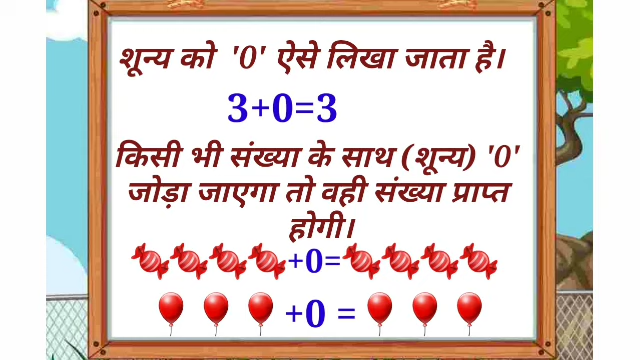 शून्य को '0' ऐसे लिखा जाता है।
3+0=3
किसी भी संख्या के साथ (शून्य) '0'
जोड़ा जाएगा तो वही संख्या प्राप्त
होगी।
+0=
+0 =